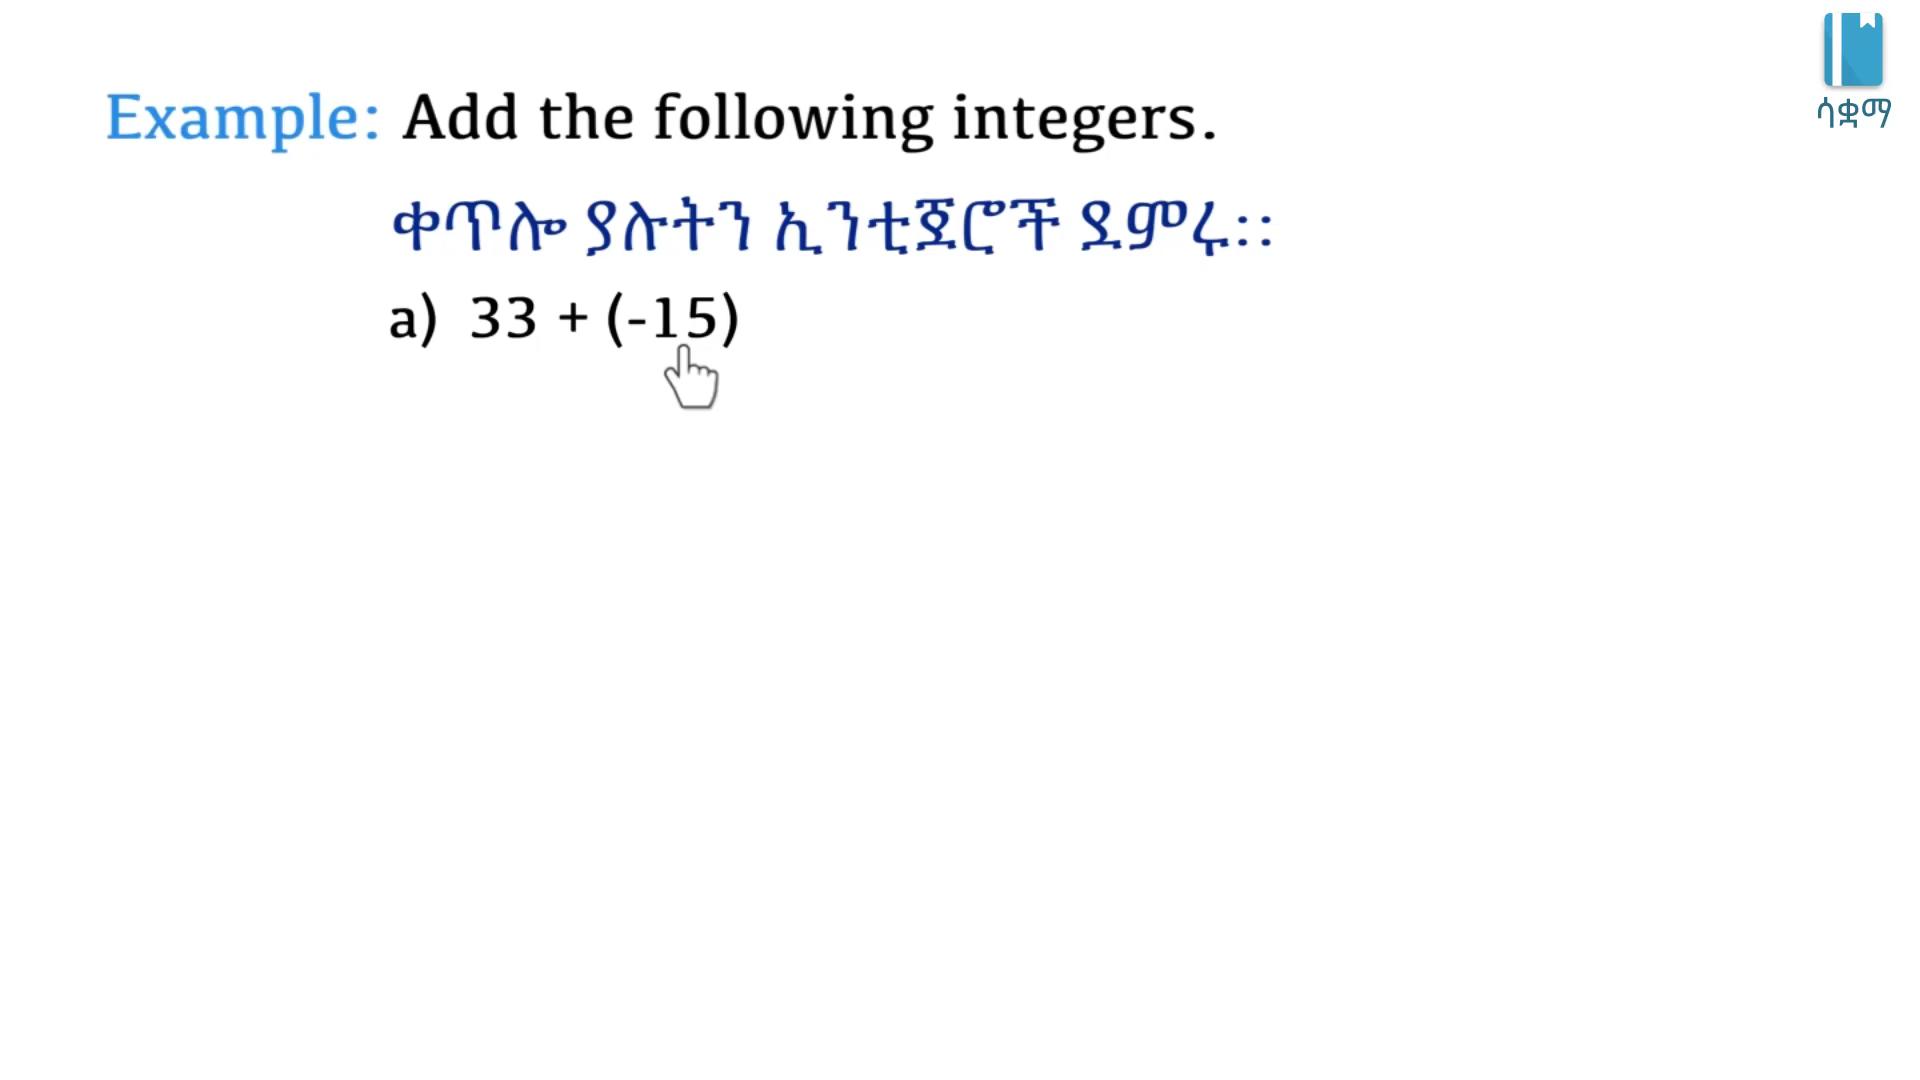 Example: Add the following integers.
ቀጥሎ ያሉትን ኢንቲጀሮች ደምሩ::
a) 33 + (-15)
ሳቋማ